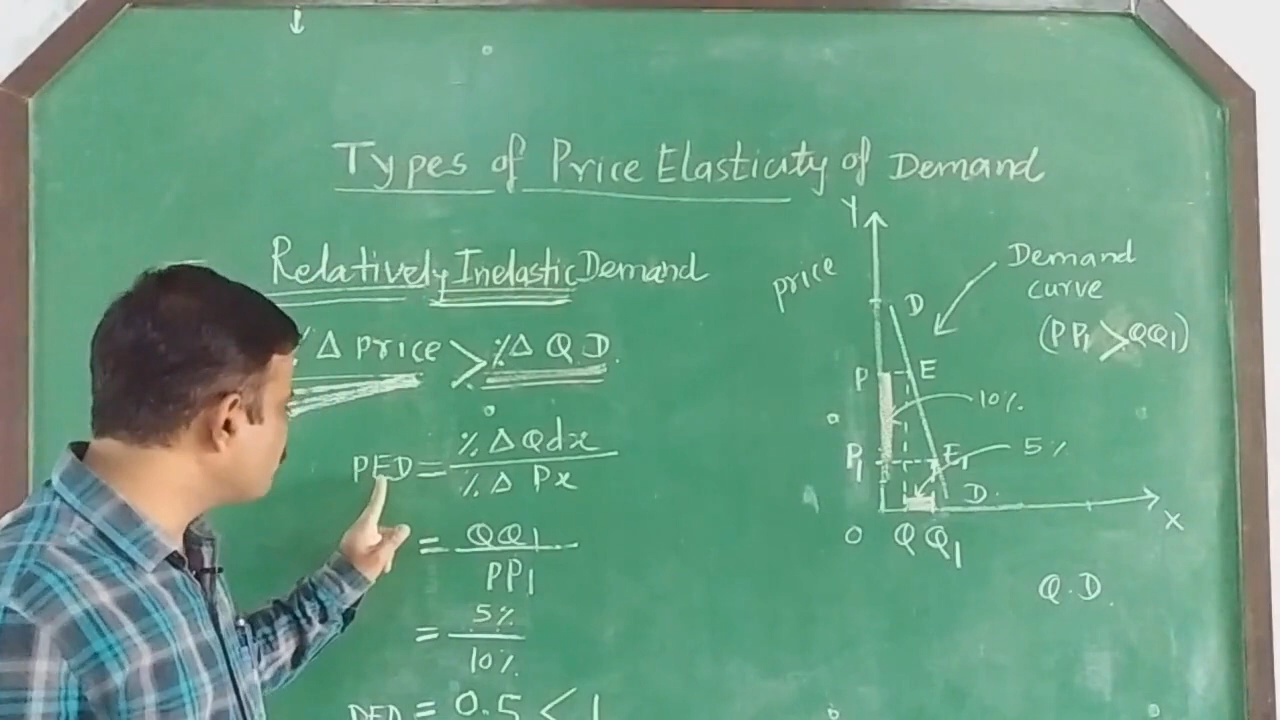 Types of Price Elasticity of Demand
Relatively Inelastic Demand
% Δ Price > % Δ Q.D.
PED = % Δ Qdx / % Δ Px
= QQ1 / PP1
= 5% / 10%
PED = 0.5 < 1
Y
price
D
Demand
curve
(PP1 > QQ1)
P
E
10%
P1
E1
5%
D.
X
O
Q Q1
Q.D.